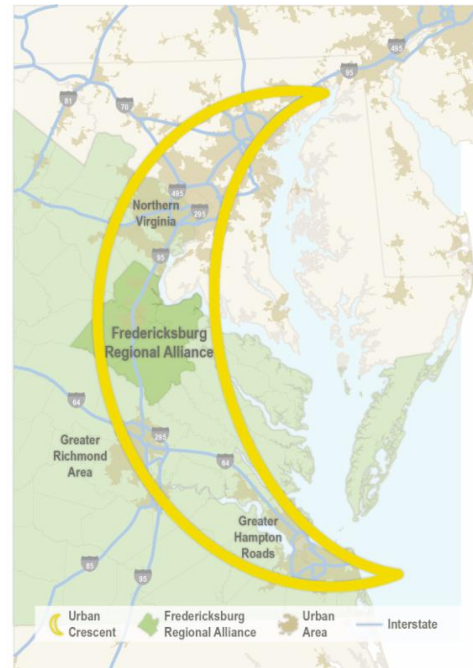 495
95
81
70
495
Northern
Virginia
291
95
Fredericksburg
Regional Alliance
64
295
Greater
Richmond
Area
64
Greater
Hampton
Roads
85
95
Urban
Crescent
Fredericksburg
Regional Alliance
Urban
Area
Interstate